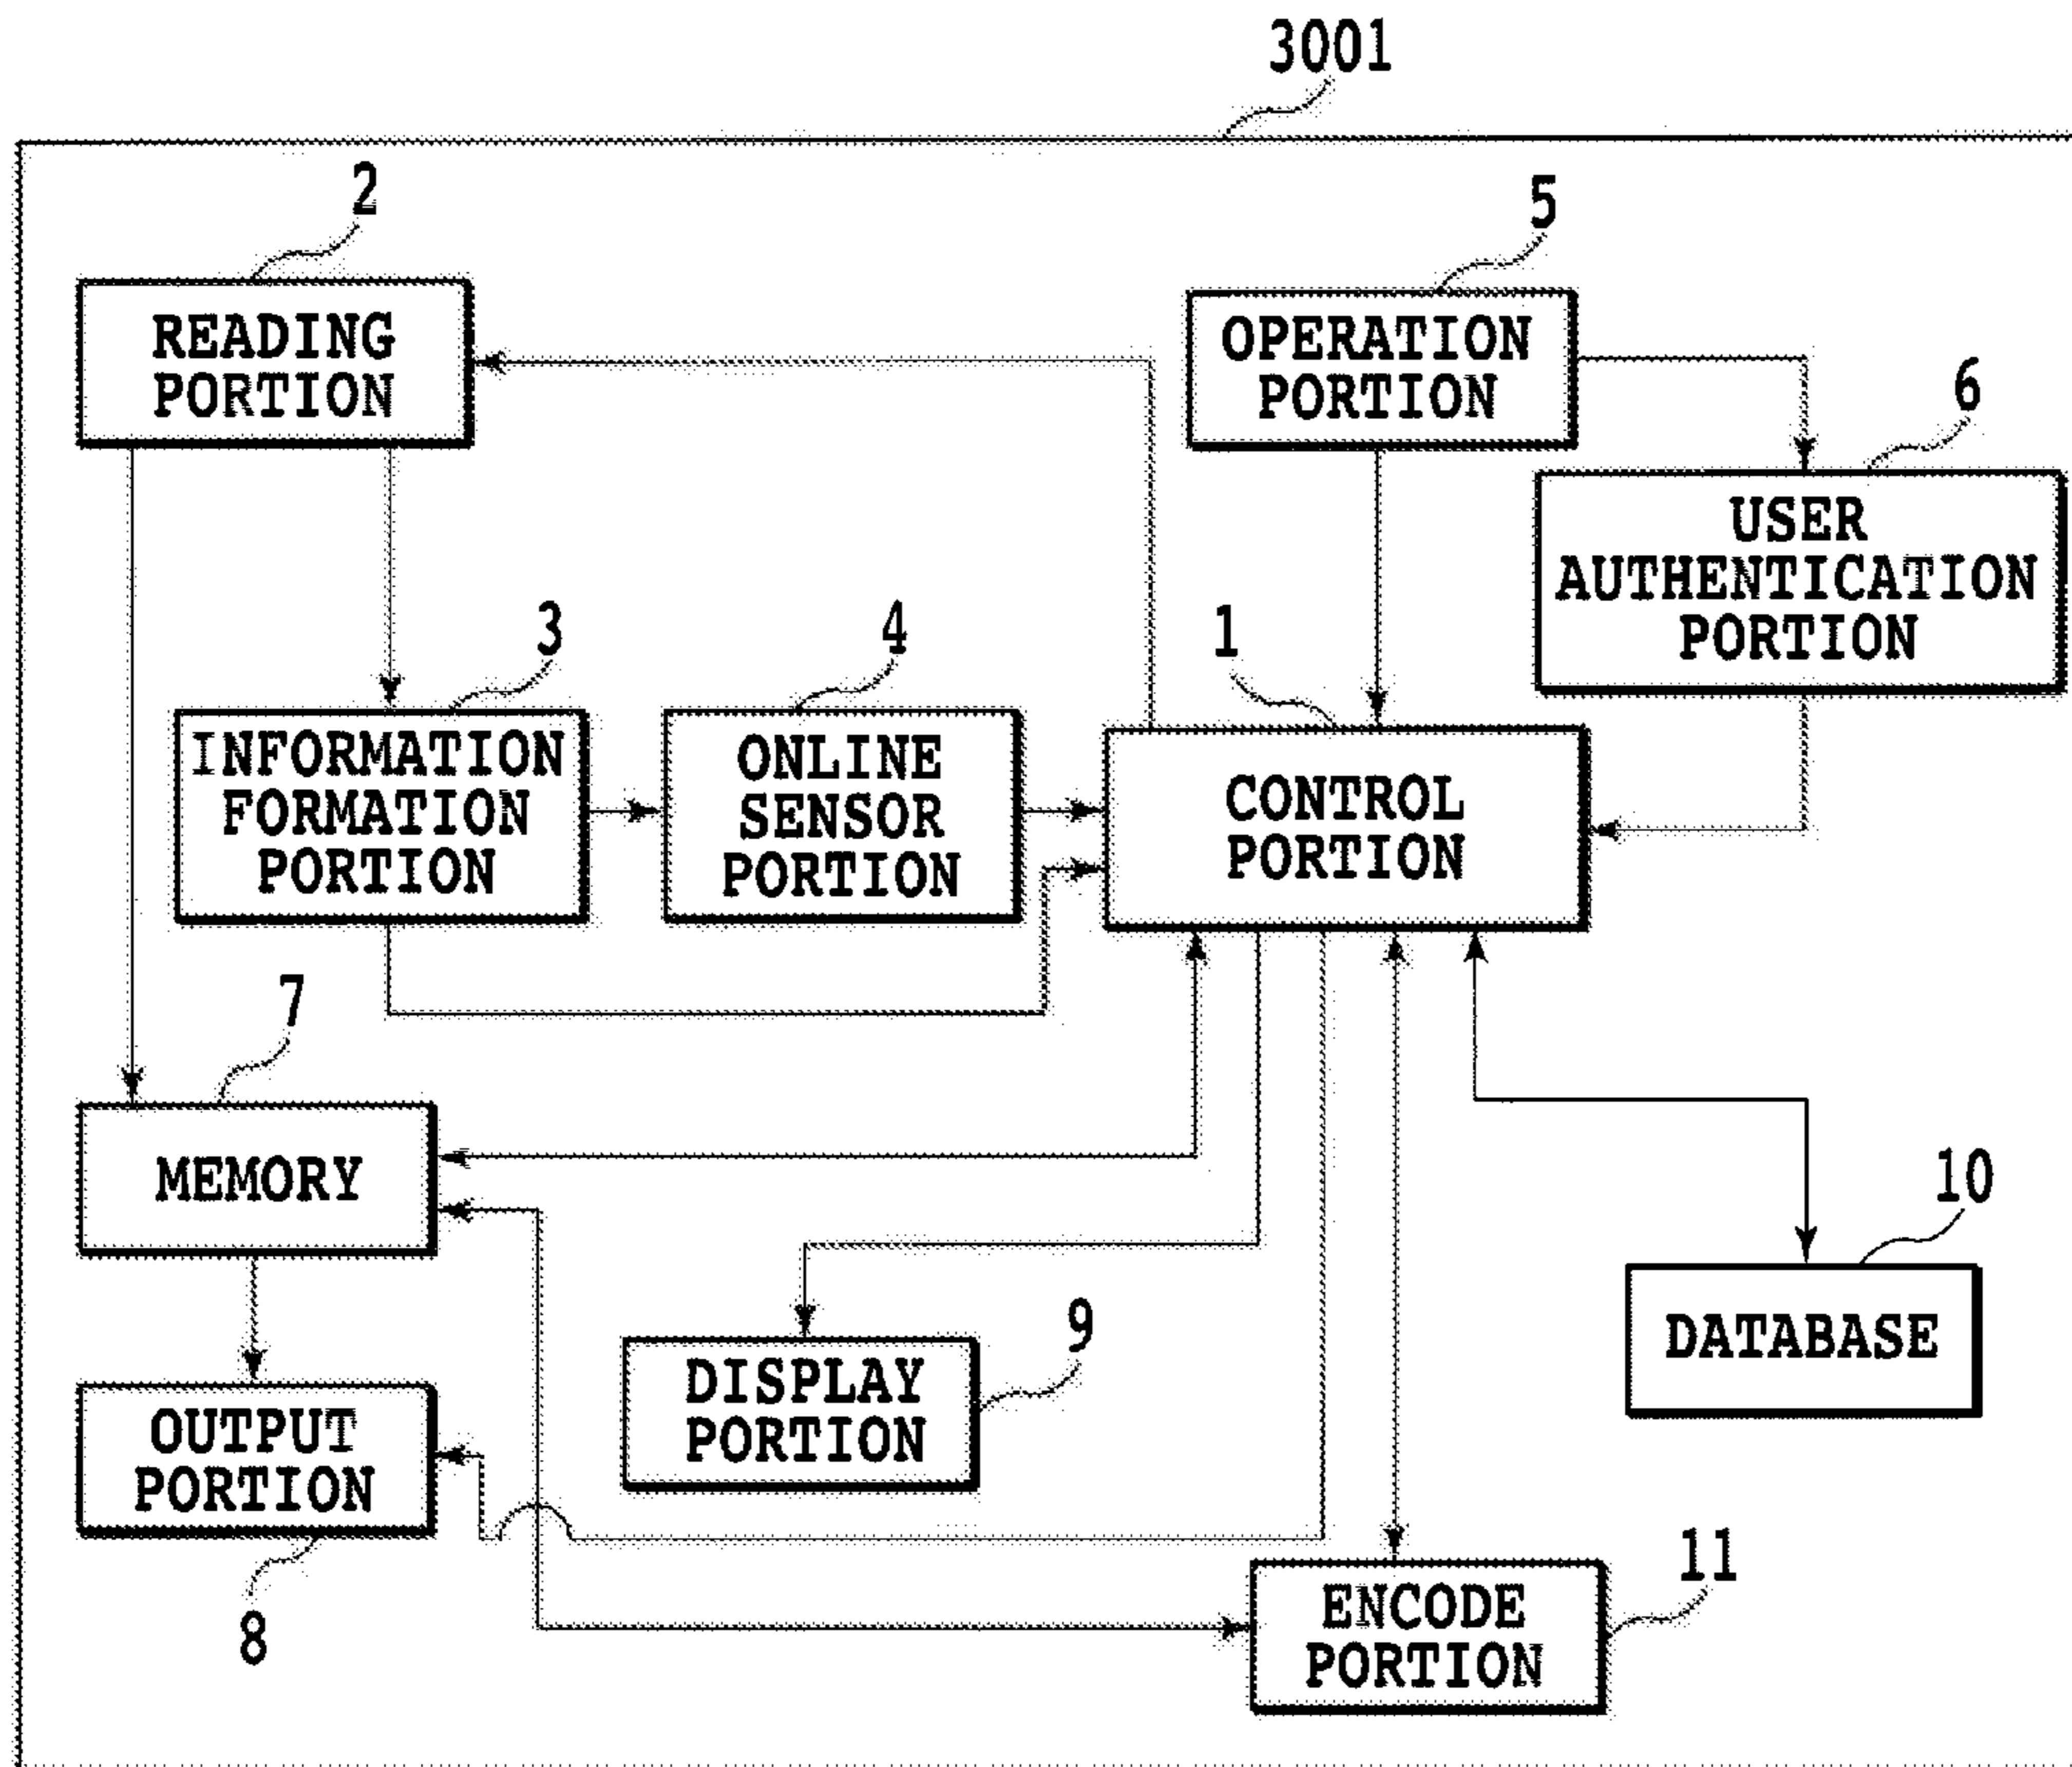 3001
2
READING
PORTION
5
OPERATION
PORTION
6
USER
AUTHENTICATION
PORTION
3
INFORMATION
FORMATION
PORTION
4
ONLINE
SENSOR
PORTION
1
CONTROL
PORTION
7
MEMORY
10
DATABASE
9
DISPLAY
PORTION
OUTPUT
PORTION
8
11
ENCODE
PORTION